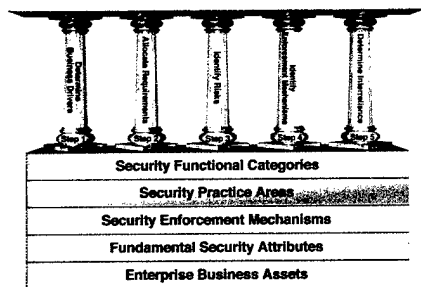 Determine
Business Drivers
Step 1
Allocate Requirements
Step 2
Identify Risks
Step 3
Identify
Enforcement Mechanisms
Step 4
Determine Interreliance
Step 5
Security Functional Categories
Security Practice Areas
Security Enforcement Mechanisms
Fundamental Security Attributes
Enterprise Business Assets